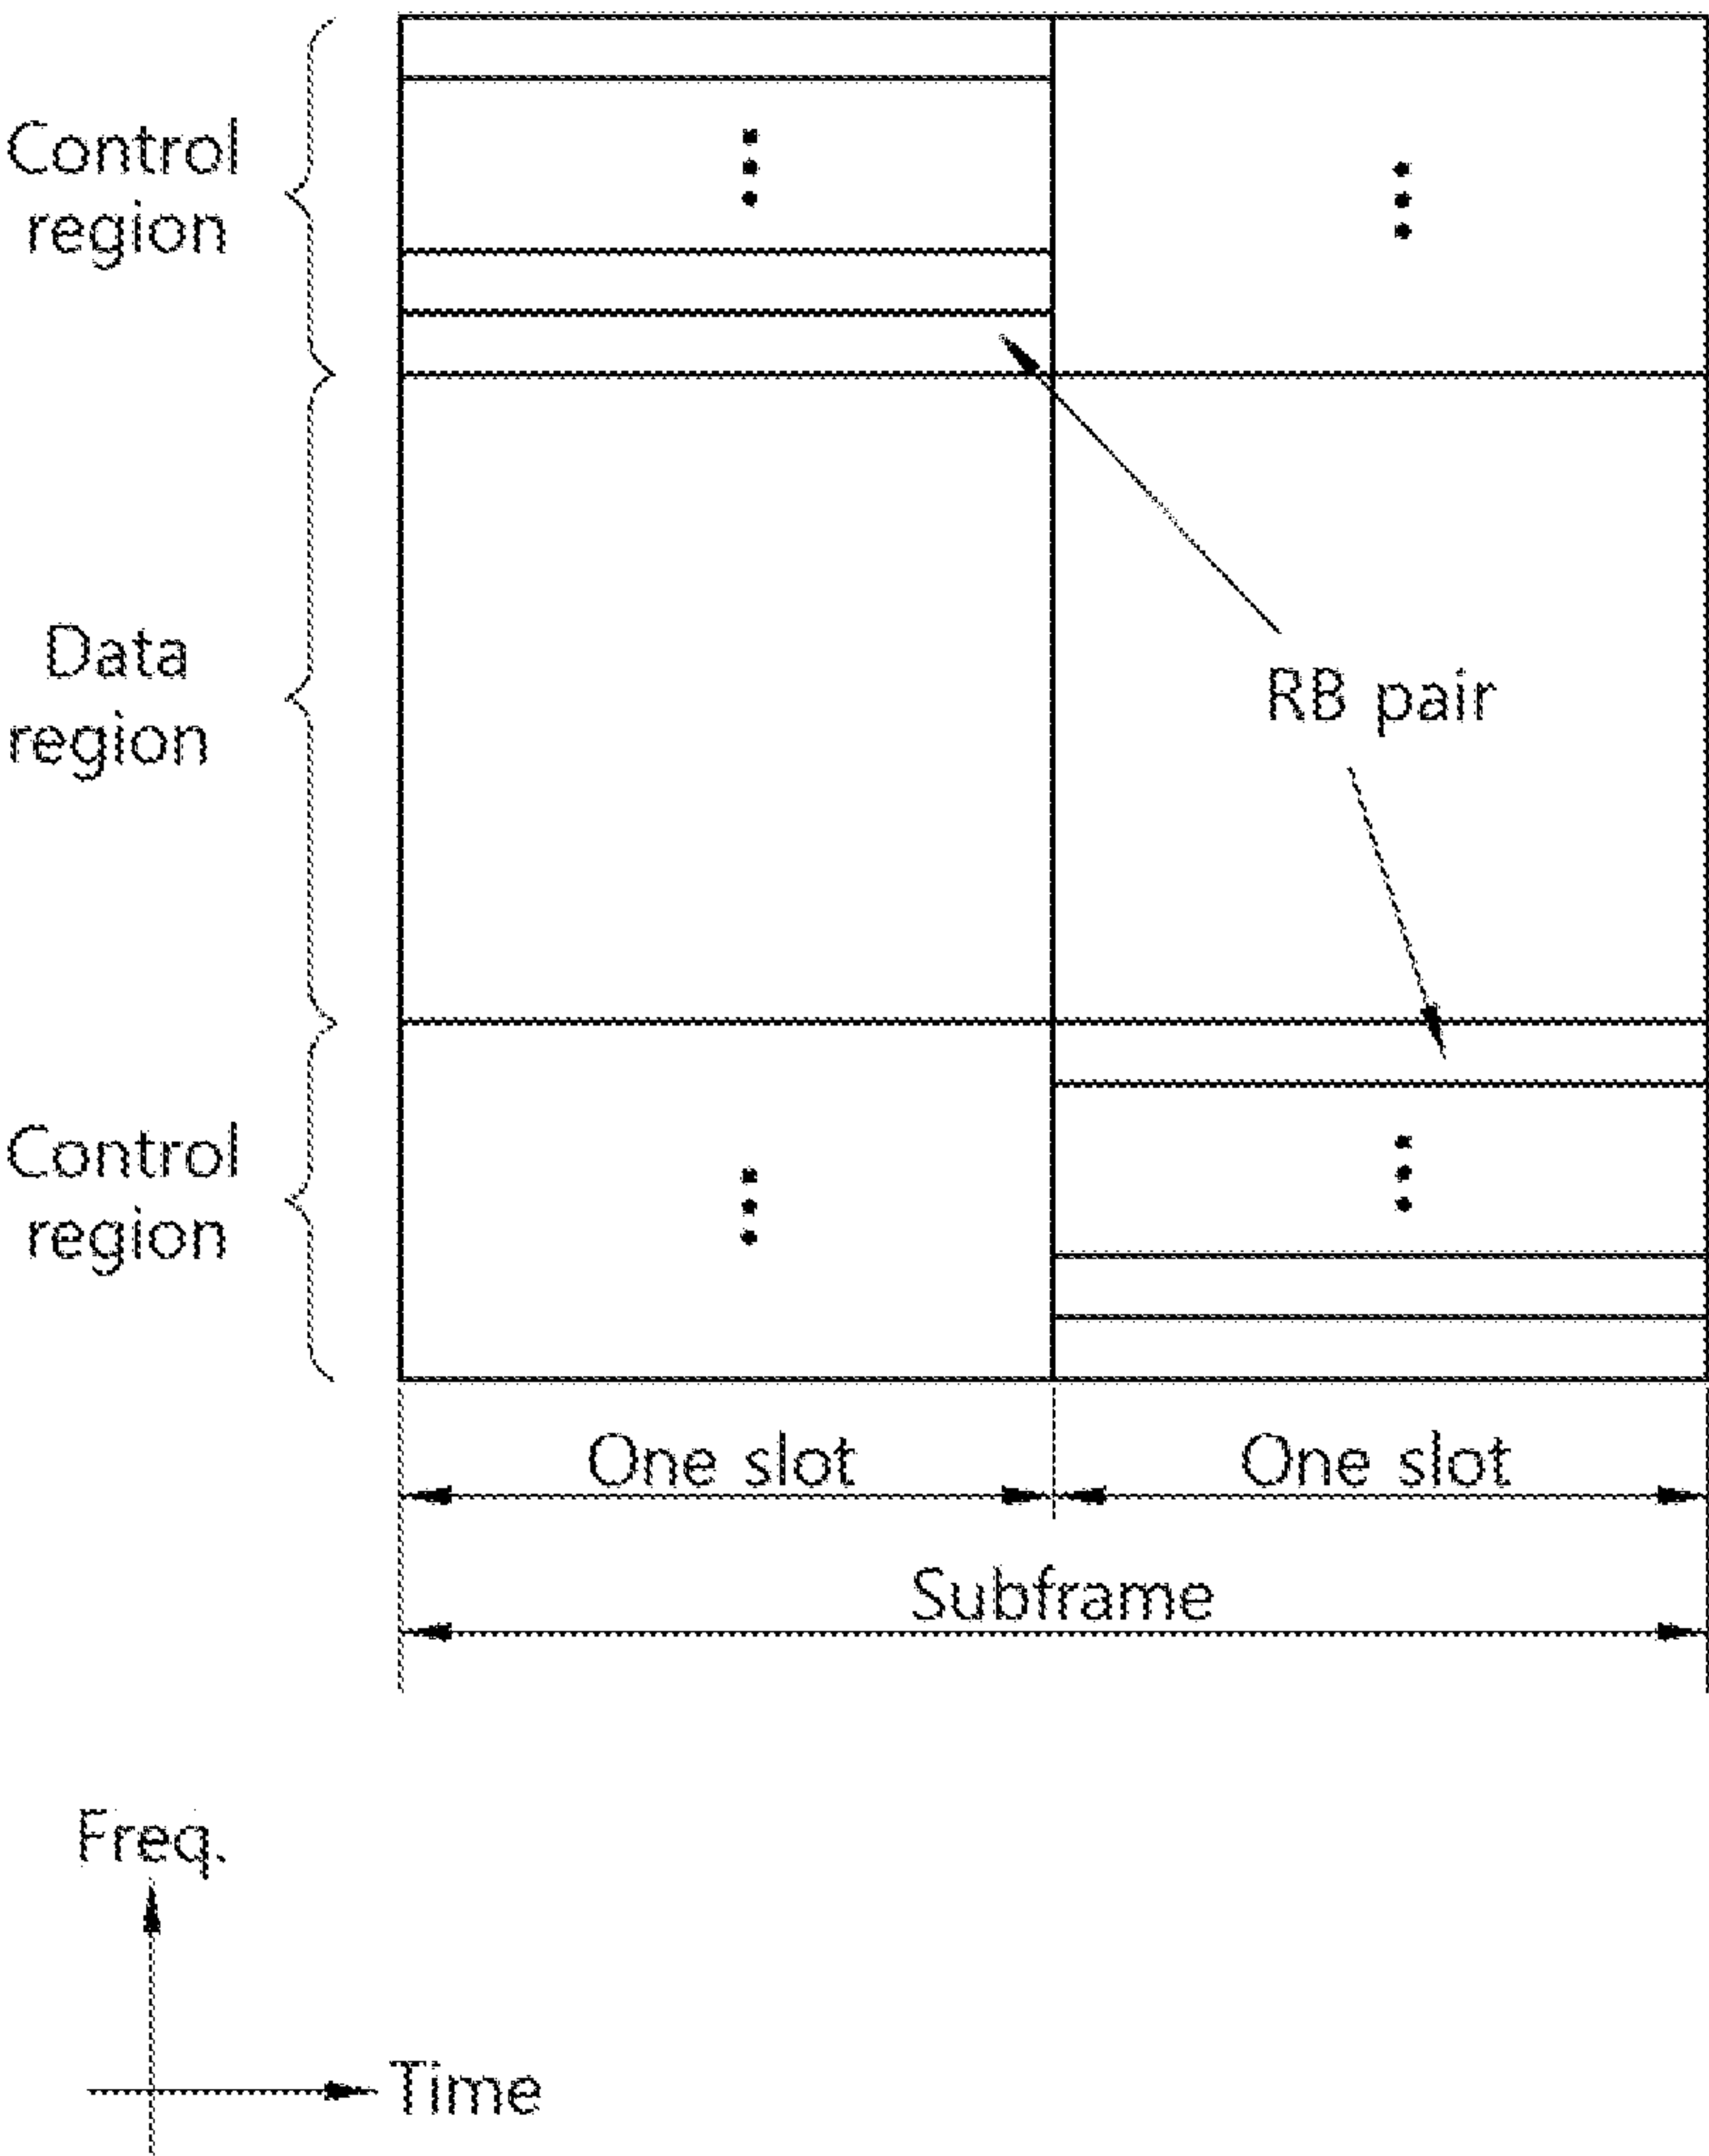 Control
region
Data
region
RB pair
Control
region
One slot
One slot
Subframe
Freq.
Time